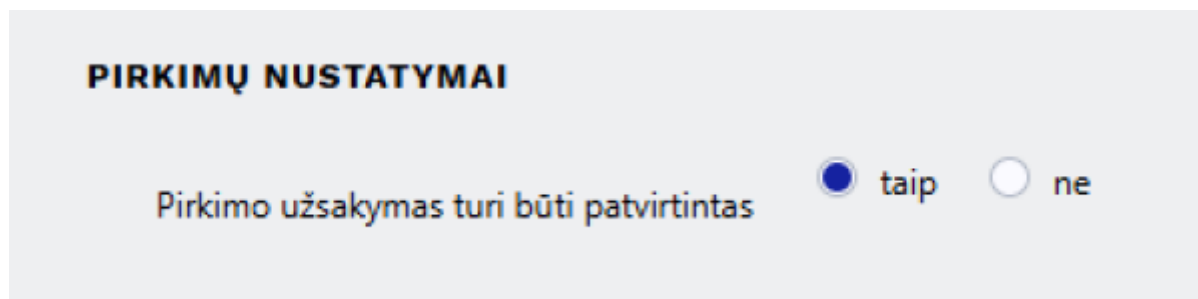 PIRKIMŲ NUSTATYMAI
Pirkimo užsakymas turi būti patvirtintas taip ne